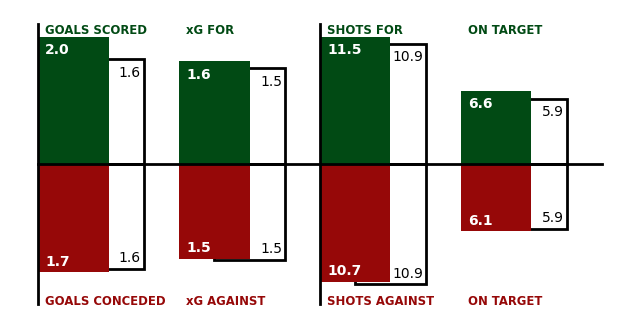 GOALS SCORED xG FOR SHOTS FOR ON TARGET
2.0 1.6 1.6 1.5 11.5 10.9 6.6 5.9
1.7 1.6 1.5 1.5 10.7 10.9 6.1 5.9
GOALS CONCEDED xG AGAINST SHOTS AGAINST ON TARGET